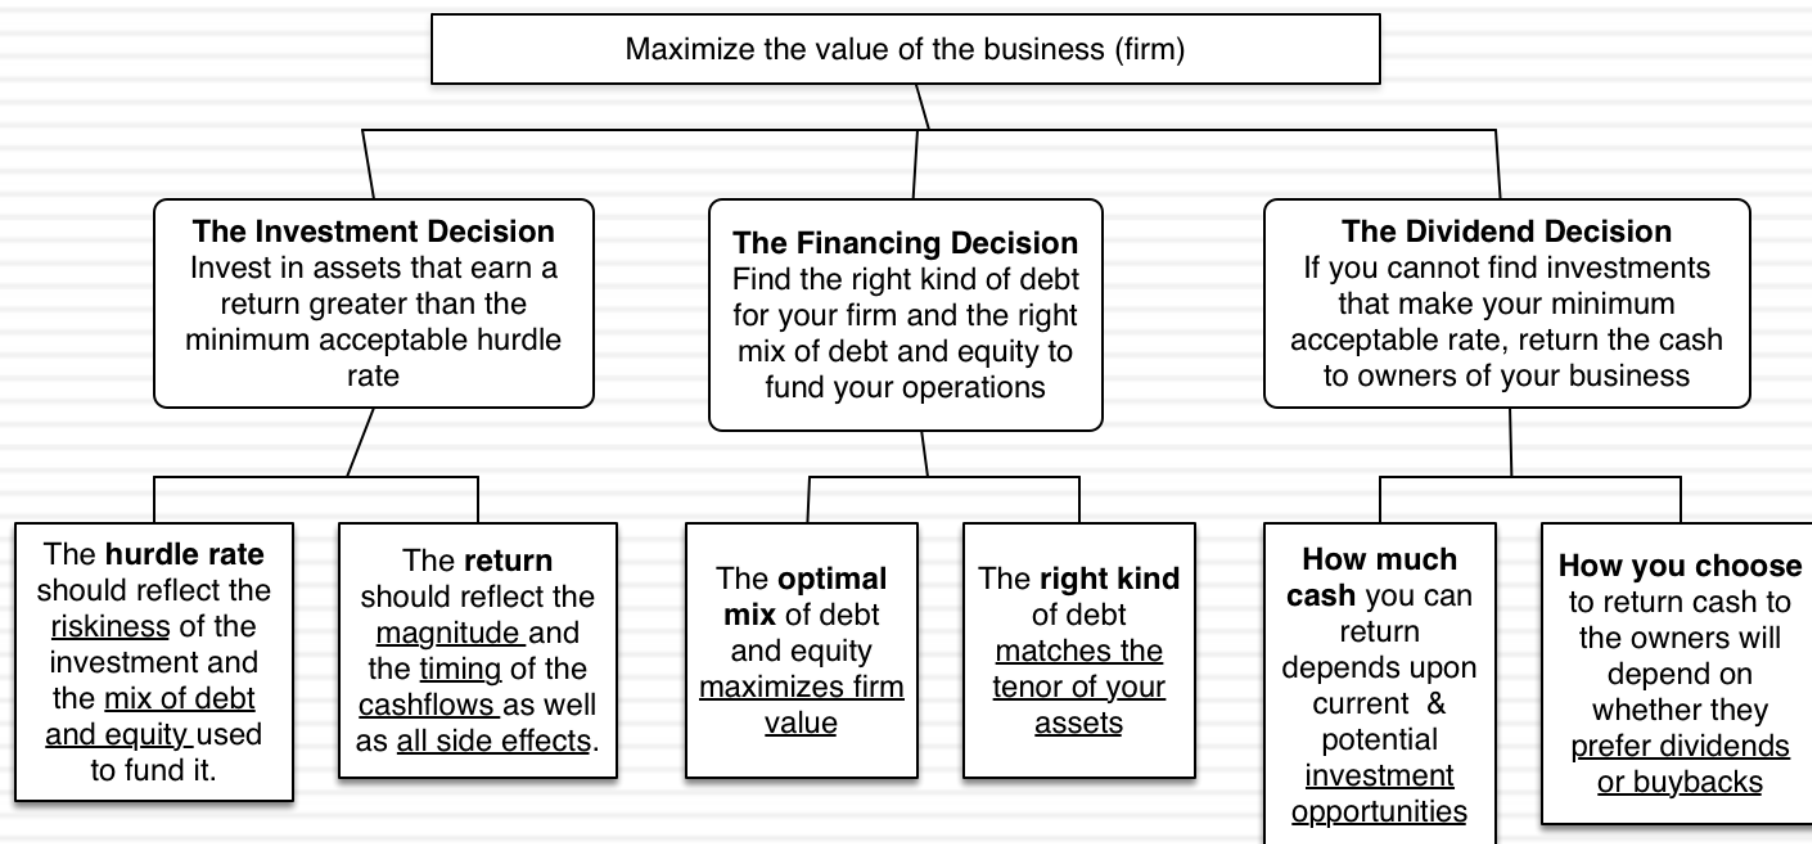 Maximize the value of the business (firm)
The Investment Decision
Invest in assets that earn a
return greater than the
minimum acceptable hurdle
rate
The Financing Decision
Find the right kind of debt
for your firm and the right
mix of debt and equity to
fund your operations
The Dividend Decision
If you cannot find investments
that make your minimum
acceptable rate, return the cash
to owners of your business
The hurdle rate
should reflect the
riskiness of the
investment and
the mix of debt
and equity used
to fund it.
The return
should reflect the
magnitude and
the timing of the
cashflows as well
as all side effects.
The optimal
mix of debt
and equity
maximizes firm
value
The right kind
of debt
matches the
tenor of your
assets
How much
cash you can
return
depends upon
current &
potential
investment
opportunities
How you choose
to return cash to
the owners will
depend on
whether they
prefer dividends
or buybacks